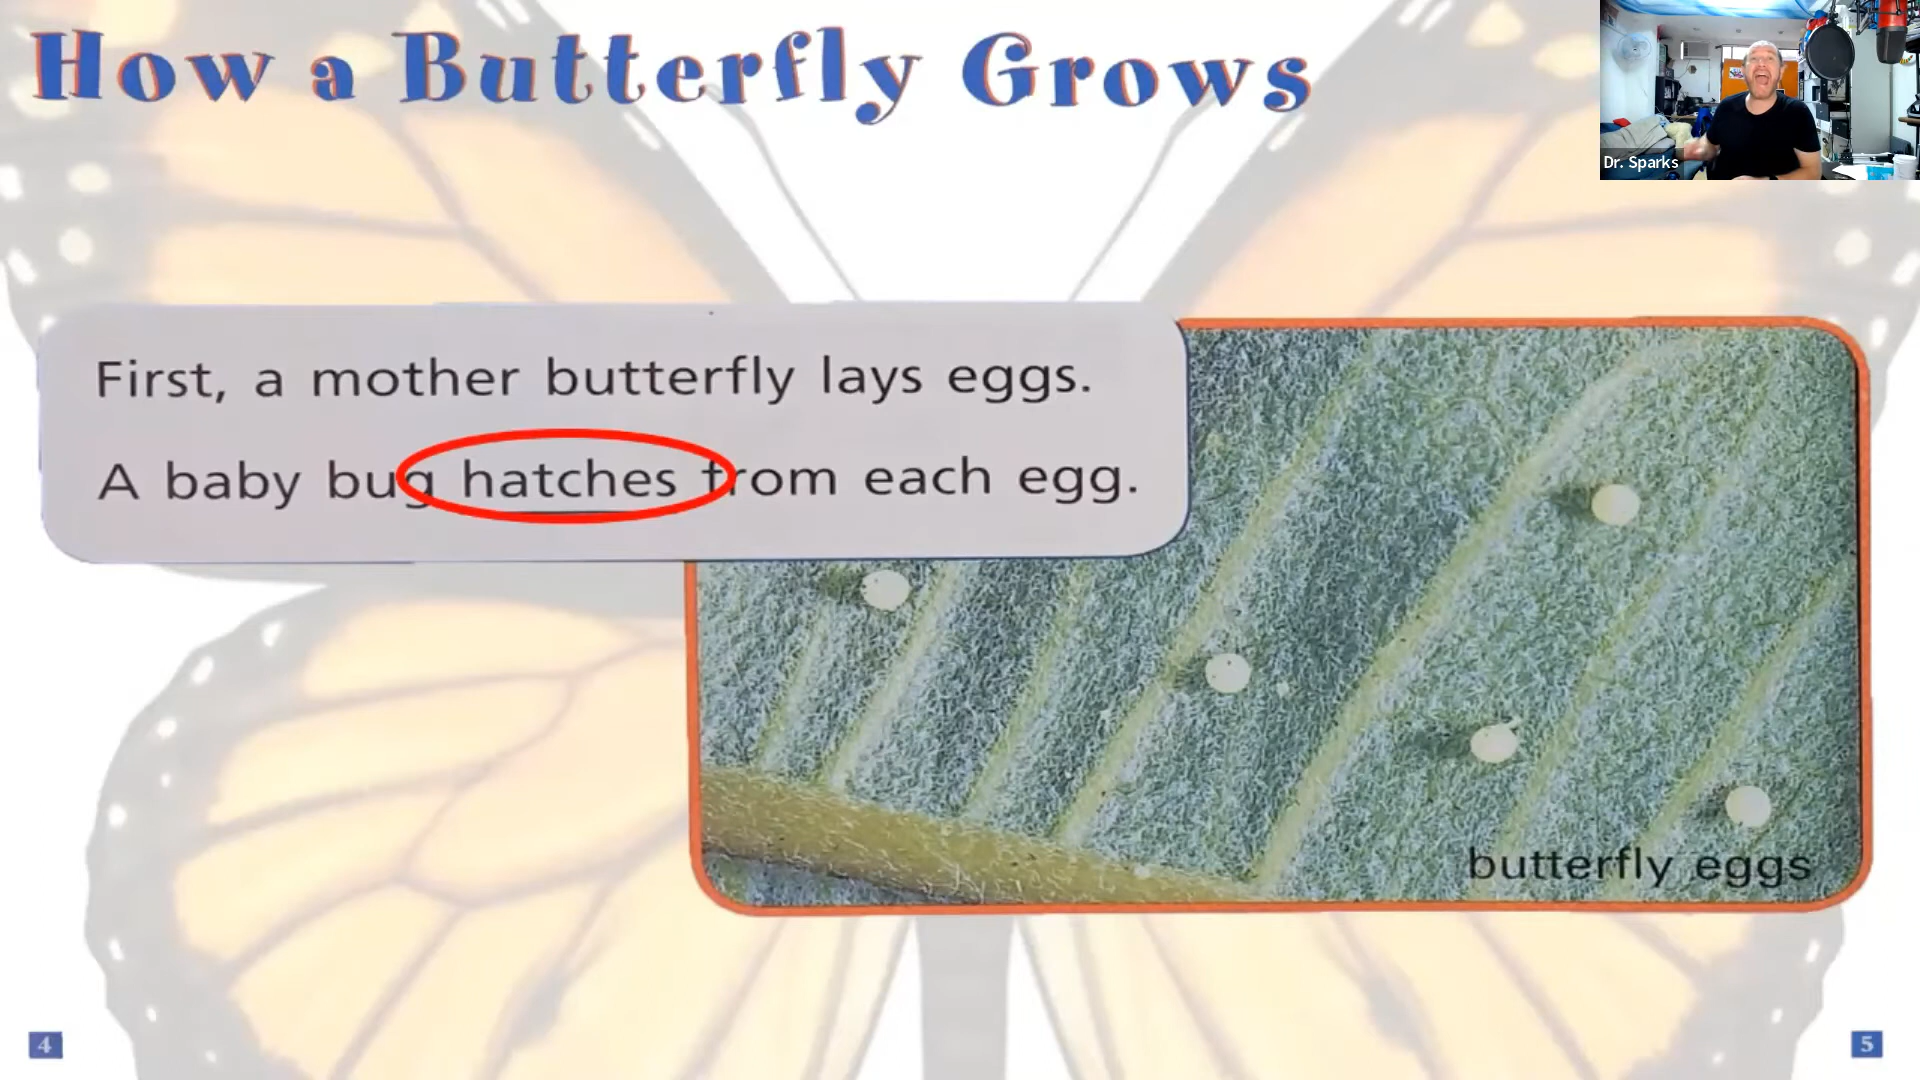 How a Butterfly Grows
Dr. Sparks
First, a mother butterfly lays eggs.
A baby bug hatches from each egg.
butterfly eggs
4
5